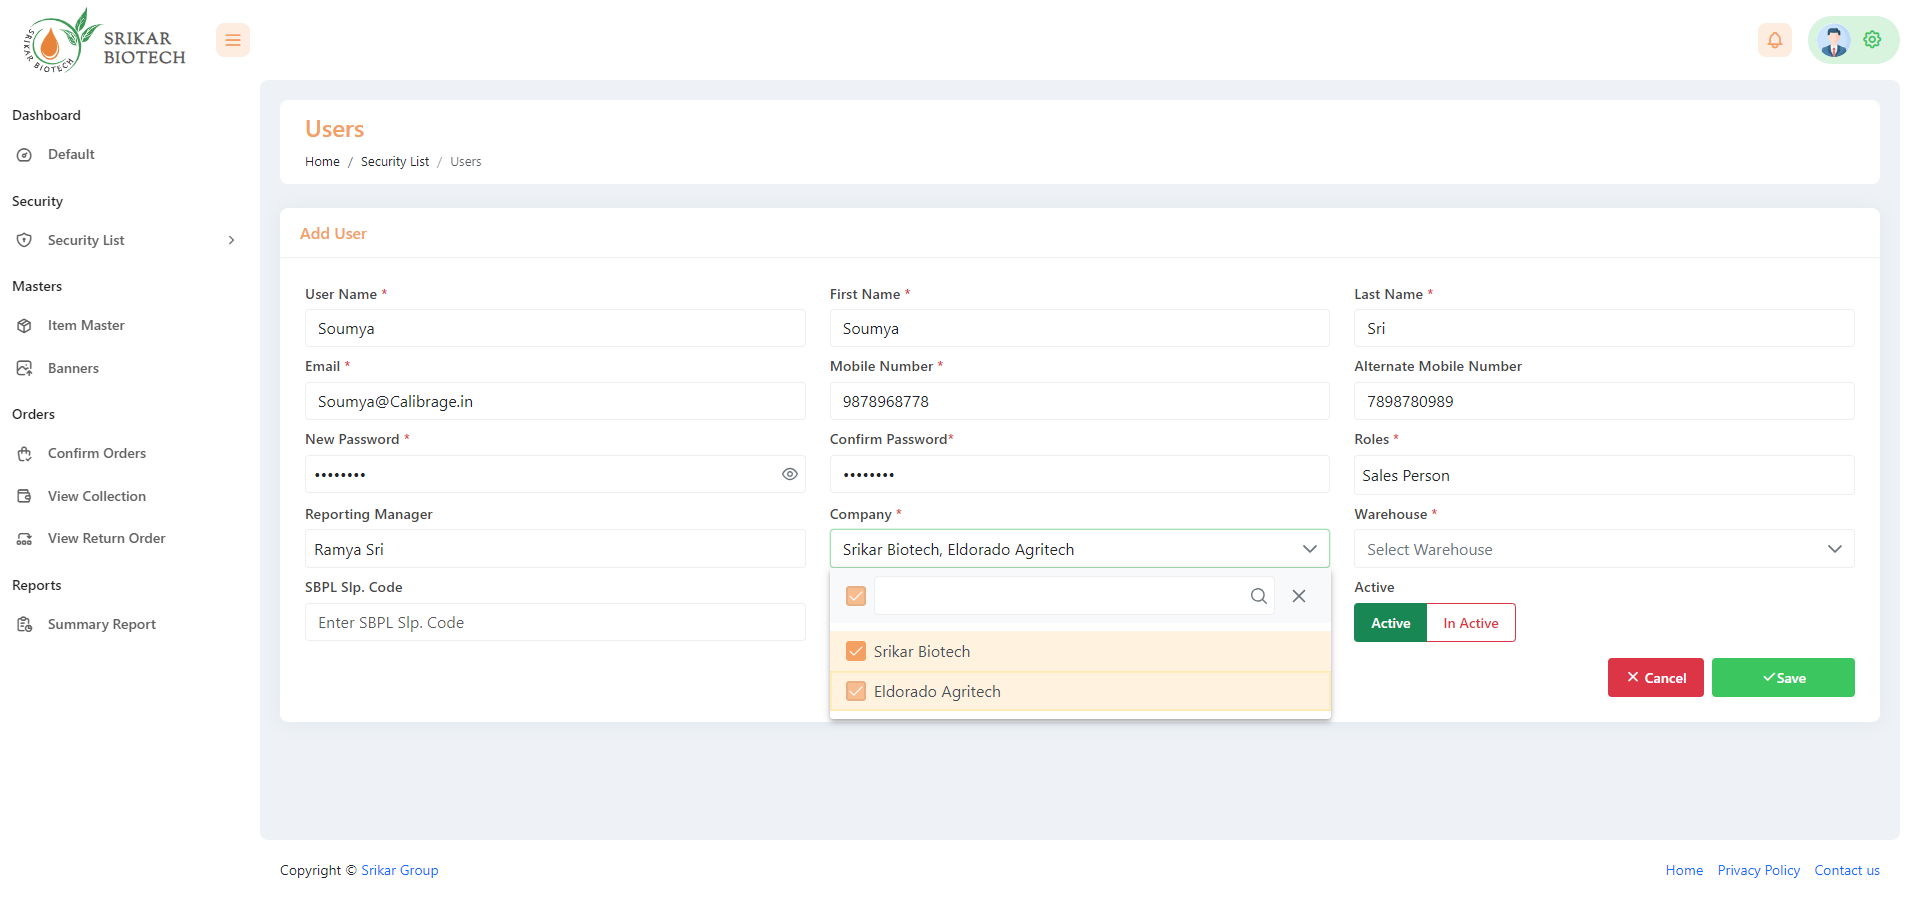 SRIKAR BIOTECH
SRIKAR
BIOTECH
Dashboard
Default
Security
Security List
Masters
Item Master
Banners
Orders
Confirm Orders
View Collection
View Return Order
Reports
Summary Report
Users
Home / Security List / Users
Add User
User Name * First Name * Last Name *
Soumya Soumya Sri
Email * Mobile Number * Alternate Mobile Number
Soumya@Calibrage.in 9878968778 7898780989
New Password * Confirm Password* Roles *
•••••••• •••••••• Sales Person
Reporting Manager Company * Warehouse *
Ramya Sri Srikar Biotech, Eldorado Agritech Select Warehouse
SBPL Slp. Code Active
Enter SBPL Slp. Code Active In Active
Srikar Biotech
Eldorado Agritech
Cancel Save
Copyright © Srikar Group Home Privacy Policy Contact us